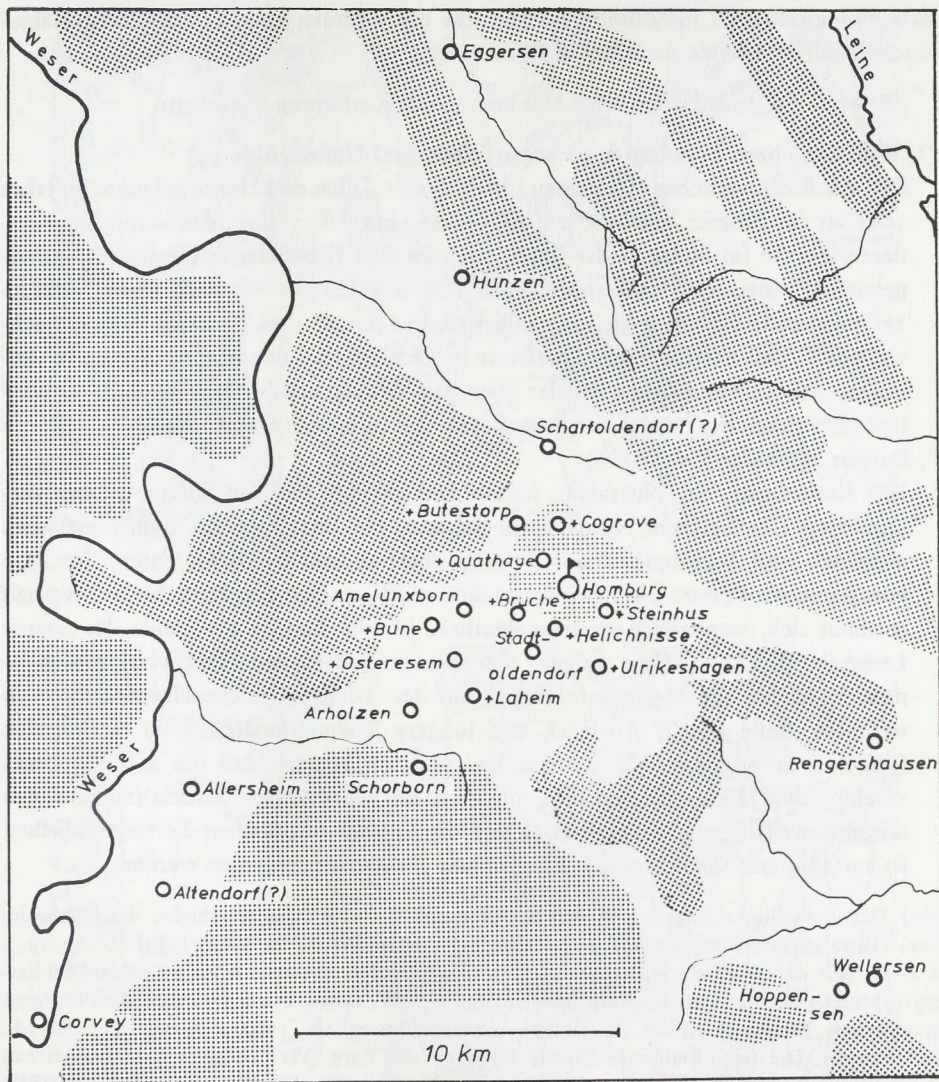 Weser
Leine
Eggersen
Hunzen
Scharfoldendorf(?)
+Butestorp
+Cogrove
+Quathage
Homburg
Amelunxborn
+Bruche
+Steinhus
+Bune
Stadt-
oldendorf
+Helichnisse
+Osteresem
+Ulrikeshagen
+Laheim
Arholzen
Rengershausen
Weser
Schorborn
Allersheim
Altendorf(?)
Wellersen
Hoppen-
sen
Corvey
10 km